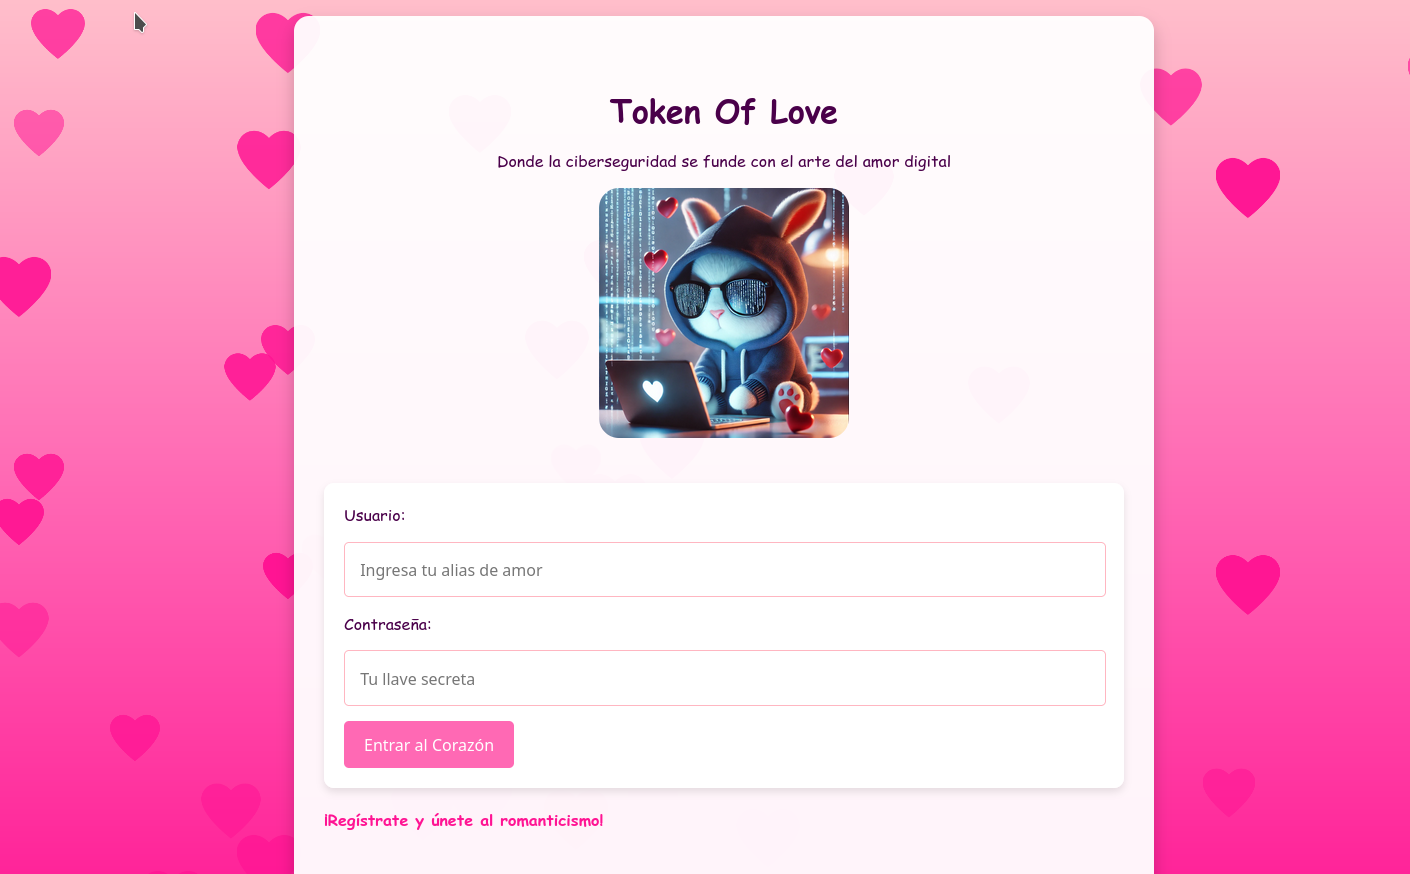 Token Of Love
Donde la ciberseguridad se funde con el arte del amor digital
Usuario:
Ingresa tu alias de amor
Contraseña:
Tu llave secreta
Entrar al Corazón
¡Regístrate y únete al romanticismo!